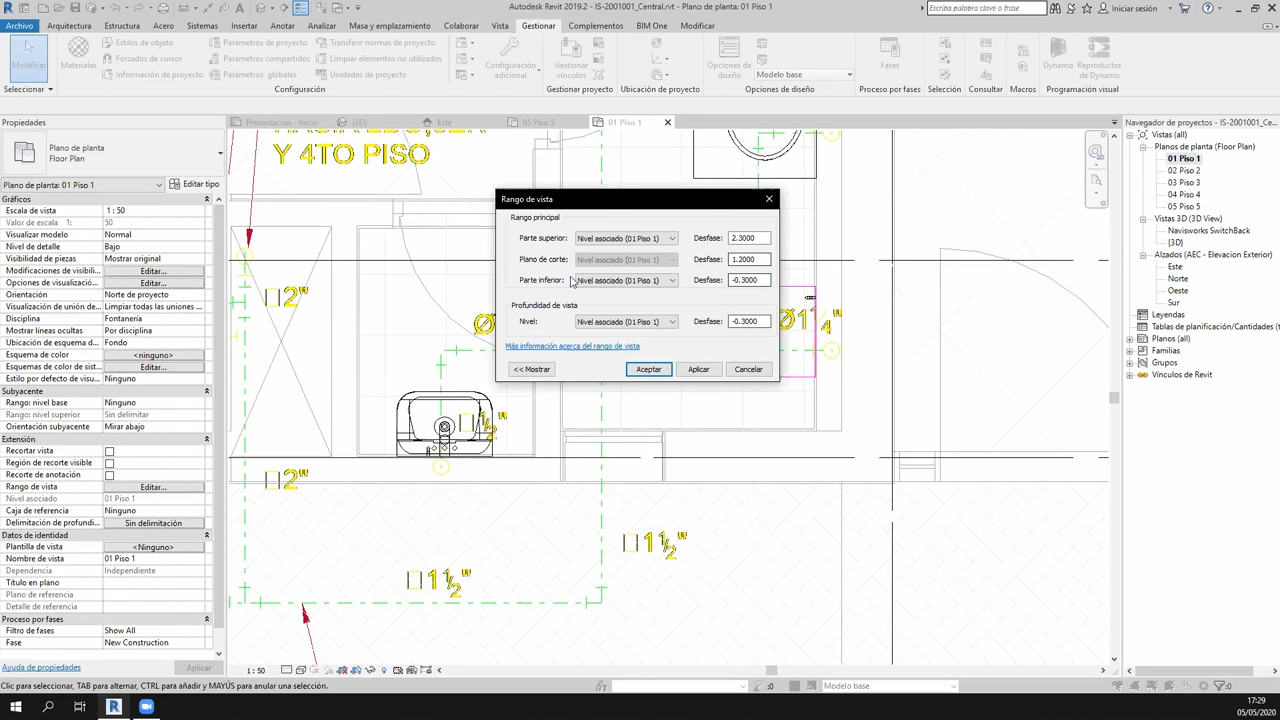 Autodesk Revit 2019.2 - IS-2001001_Central.rvt - Plano de planta: 01 Piso 1
Escriba palabra clave o frase
Iniciar sesión
Archivo Arquitectura Estructura Acero Sistemas Insertar Anotar Analizar Masa y emplazamiento Colaborar Vista Gestionar Complementos BIM One Modificar
Modificar
Materiales
Estilos de objeto
Forzados de cursor
Información de proyecto
Parámetros de proyecto
Parámetros compartidos
Parámetros globales
Transferir normas de proyecto
Limpiar elementos no utilizados
Unidades de proyecto
Configuración adicional
Gestionar vínculos
Opciones de diseño
Modelo base
Fases
Dynamo
Reproductor de Dynamo
Seleccionar
Configuración
Gestionar proyecto
Ubicación de proyecto
Opciones de diseño
Proceso por fases
Selección
Consultar
Macros
Programación visual
Propiedades
Presentación - Inicio
{3D}
Este
05 Piso 5
01 Piso 1
Navegador de proyectos - IS-2001001_Ce...
Plano de planta
Floor Plan
Plano de planta: 01 Piso 1
Editar tipo
Gráficos
Escala de vista 1 : 50
Valor de escala 1: 50
Visualizar modelo Normal
Nivel de detalle Bajo
Visibilidad de piezas Mostrar original
Modificaciones de visibili... Editar...
Opciones de visualizació... Editar...
Orientación Norte de proyecto
Visualización de uniones ... Limpiar todas las uniones ...
Disciplina Fontanería
Mostrar líneas ocultas Por disciplina
Ubicación de esquema de... Fondo
Esquema de color <ninguno>
Esquemas de color de sist... Editar...
Estilo por defecto de visu... Ninguno
Subyacente
Rango: nivel base Ninguno
Rango: nivel superior Sin delimitar
Orientación subyacente Mirar abajo
Extensión
Recortar vista
Región de recorte visible
Recorte de anotación
Rango de vista Editar...
Nivel asociado 01 Piso 1
Caja de referencia Ninguno
Delimitación de profundi... Sin delimitación
Datos de identidad
Plantilla de vista <Ninguno>
Nombre de vista 01 Piso 1
Dependencia Independiente
Título en plano
Plano de referencia
Detalle de referencia
Proceso por fases
Filtro de fases Show All
Fase New Construction
Ayuda de propiedades
Aplicar
Y 4TO PISO
2"
2"
1 1/2"
1 1/2"
1/2"
Ø1 1/4"
Rango de vista
Rango principal
Parte superior: Nivel asociado (01 Piso 1) Desfase: 2.3000
Plano de corte: Nivel asociado (01 Piso 1) Desfase: 1.2000
Parte inferior: Nivel asociado (01 Piso 1) Desfase: -0.3000
Profundidad de vista
Nivel: Nivel asociado (01 Piso 1) Desfase: -0.3000
Más información acerca del rango de vista
<< Mostrar
Aceptar
Aplicar
Cancelar
Vistas (all)
Planos de planta (Floor Plan)
01 Piso 1
02 Piso 2
03 Piso 3
04 Piso 4
05 Piso 5
Vistas 3D (3D View)
Navisworks SwitchBack
{3D}
Alzados (AEC - Elevacion Exterior)
Este
Norte
Oeste
Sur
Leyendas
Tablas de planificación/Cantidades (t
Planos (all)
Familias
Grupos
Vínculos de Revit
1 : 50
Clic para seleccionar, TAB para alternar, CTRL para añadir y MAYÚS para anular una selección.
:0
Modelo base
:0
17:29
05/05/2020